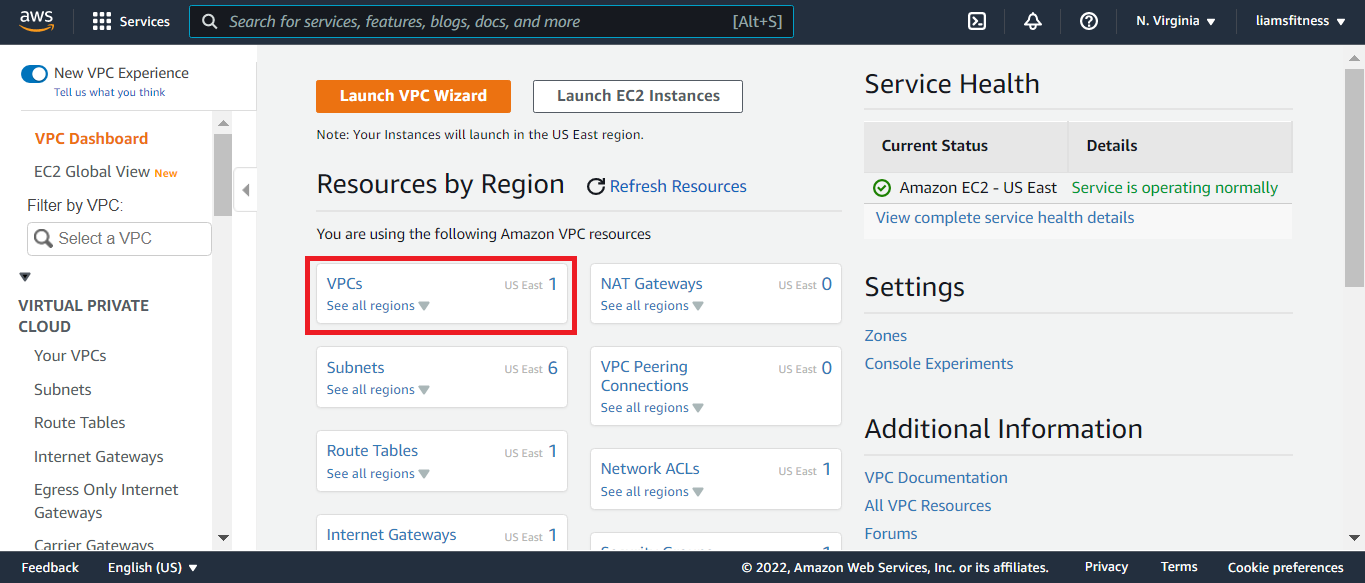 aws
Services
Search for services, features, blogs, docs, and more
[Alt+S]
N. Virginia
liamsfitness
New VPC Experience
Tell us what you think
VPC Dashboard
EC2 Global View New
Filter by VPC:
Select a VPC
VIRTUAL PRIVATE
CLOUD
Your VPCs
Subnets
Route Tables
Internet Gateways
Egress Only Internet
Gateways
Carrier Gateways
Launch VPC Wizard
Launch EC2 Instances
Note: Your Instances will launch in the US East region.
Resources by Region
Refresh Resources
You are using the following Amazon VPC resources
VPCs US East 1
See all regions
NAT Gateways US East 0
See all regions
Subnets US East 6
See all regions
VPC Peering US East 0
Connections
See all regions
Route Tables US East 1
See all regions
Network ACLs US East 1
See all regions
Internet Gateways US East 1
Service Health
Current Status Details
Amazon EC2 - US East Service is operating normally
View complete service health details
Settings
Zones
Console Experiments
Additional Information
VPC Documentation
All VPC Resources
Forums
Feedback
English (US)
© 2022, Amazon Web Services, Inc. or its affiliates.
Privacy
Terms
Cookie preferences